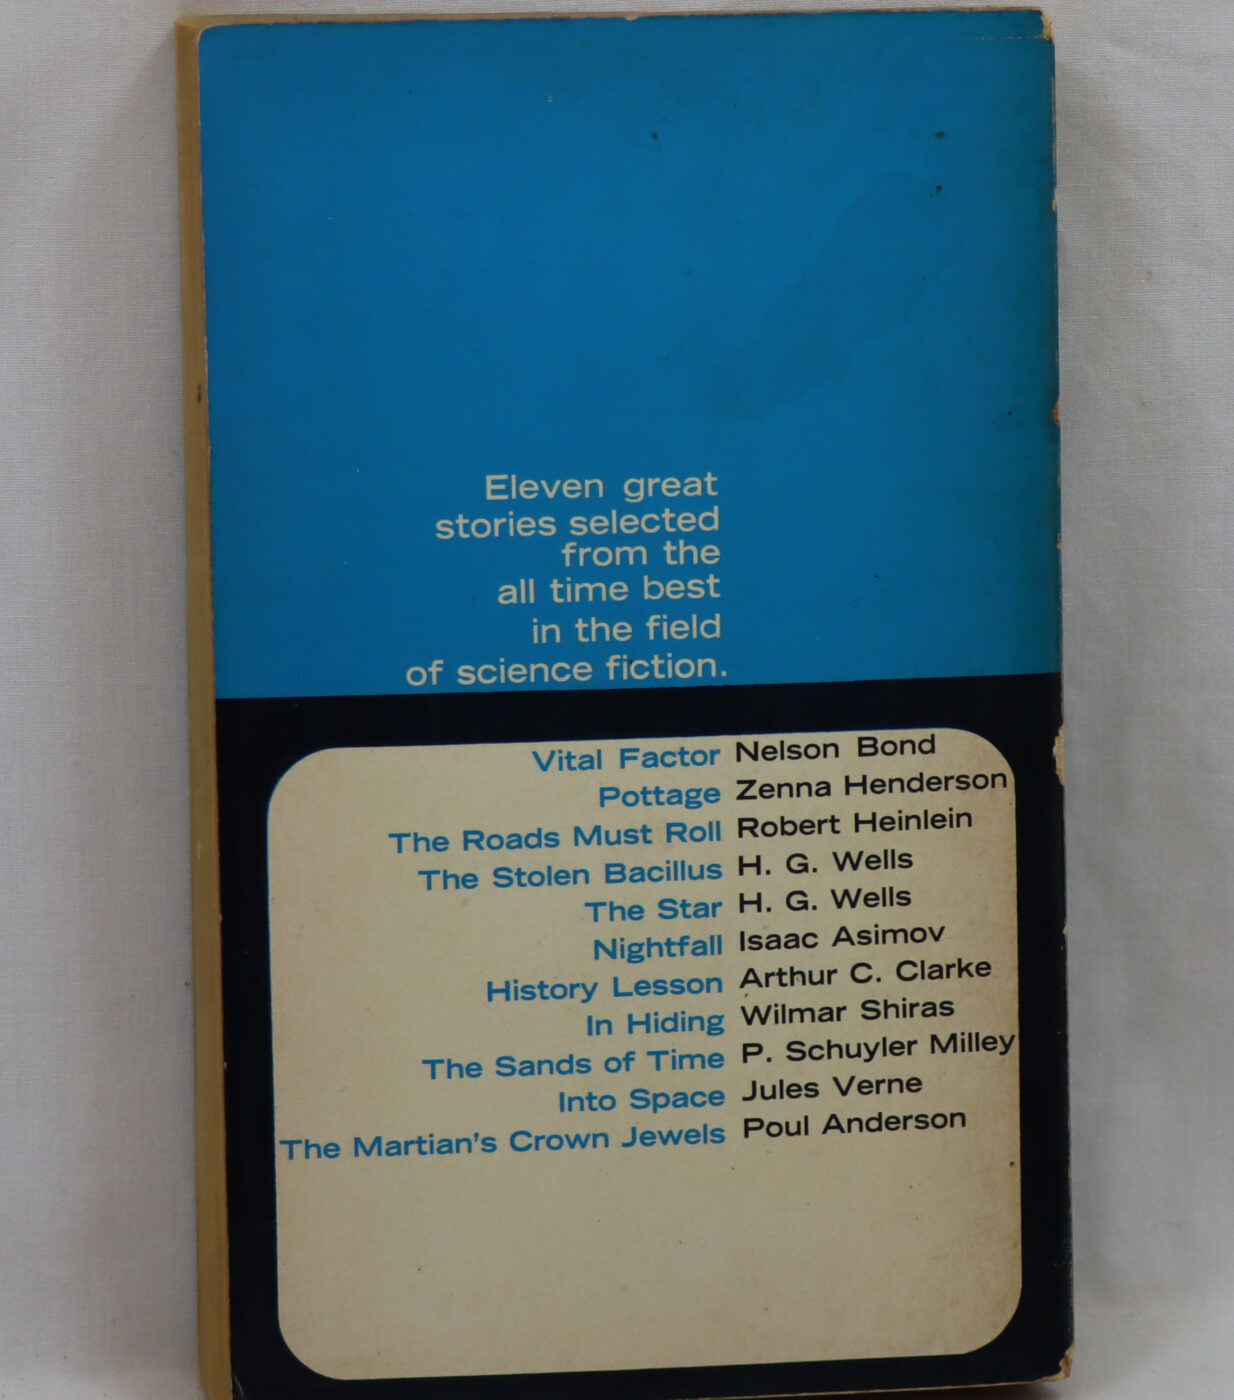 Eleven great
stories selected
from the
all time best
in the field
of science fiction.
Vital Factor Nelson Bond
Pottage Zenna Henderson
The Roads Must Roll Robert Heinlein
The Stolen Bacillus H. G. Wells
The Star H. G. Wells
Nightfall Isaac Asimov
History Lesson Arthur C. Clarke
In Hiding Wilmar Shiras
The Sands of Time P. Schuyler Milley
Into Space Jules Verne
The Martian's Crown Jewels Poul Anderson